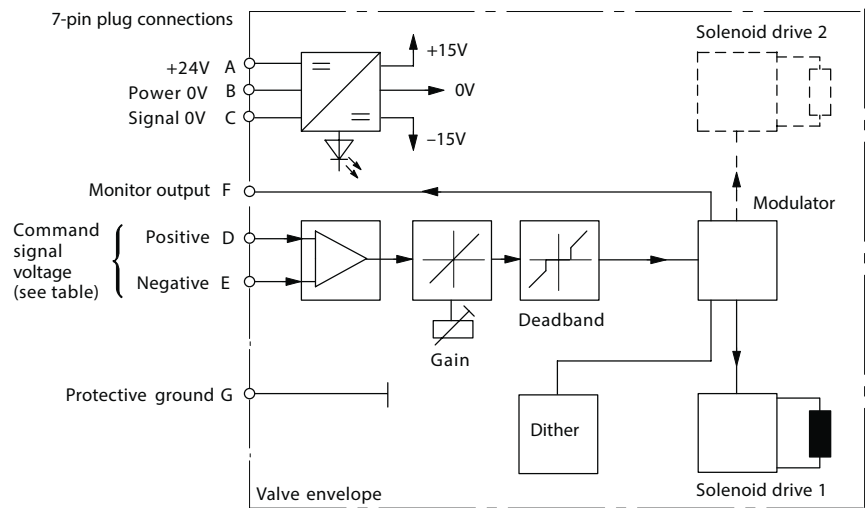 7-pin plug connections
Solenoid drive 2
+15V
+24V A
Power 0V B
0V
Signal 0V C
–15V
Monitor output F
Modulator
Command
signal
voltage
(see table)
Positive D
Negative E
Deadband
Gain
Protective ground G
Dither
Valve envelope
Solenoid drive 1